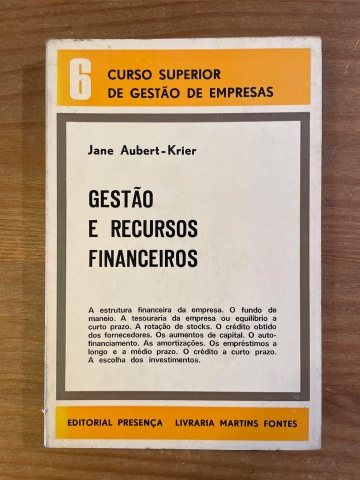 6 CURSO SUPERIOR
DE GESTÃO DE EMPRESAS
Jane Aubert-Krier
GESTÃO
E RECURSOS
FINANCEIROS
A estrutura financeira da empresa. O fundo de
maneio. A tesouraria da empresa ou equilíbrio a
curto prazo. A rotação de stocks. O crédito obtido
dos fornecedores. Os aumentos de capital. O auto-
financiamento. As amortizações. Os empréstimos a
longo e a médio prazo. O crédito a curto prazo.
A escolha dos investimentos.
EDITORIAL PRESENÇA LIVRARIA MARTINS FONTES